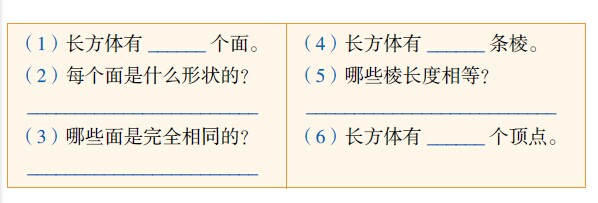 （1）长方体有 ______ 个面。
（2）每个面是什么形状的？
（3）哪些面是完全相同的？
（4）长方体有 ______ 条棱。
（5）哪些棱长度相等？
（6）长方体有 ______ 个顶点。